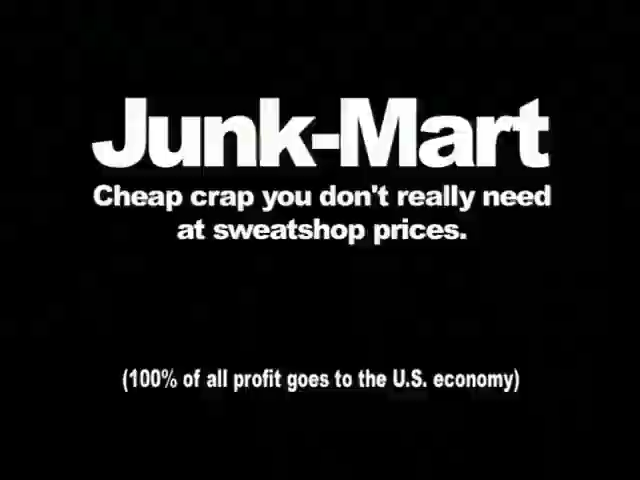 Junk-Mart
Cheap crap you don't really need
at sweatshop prices.
(100% of all profit goes to the U.S. economy)